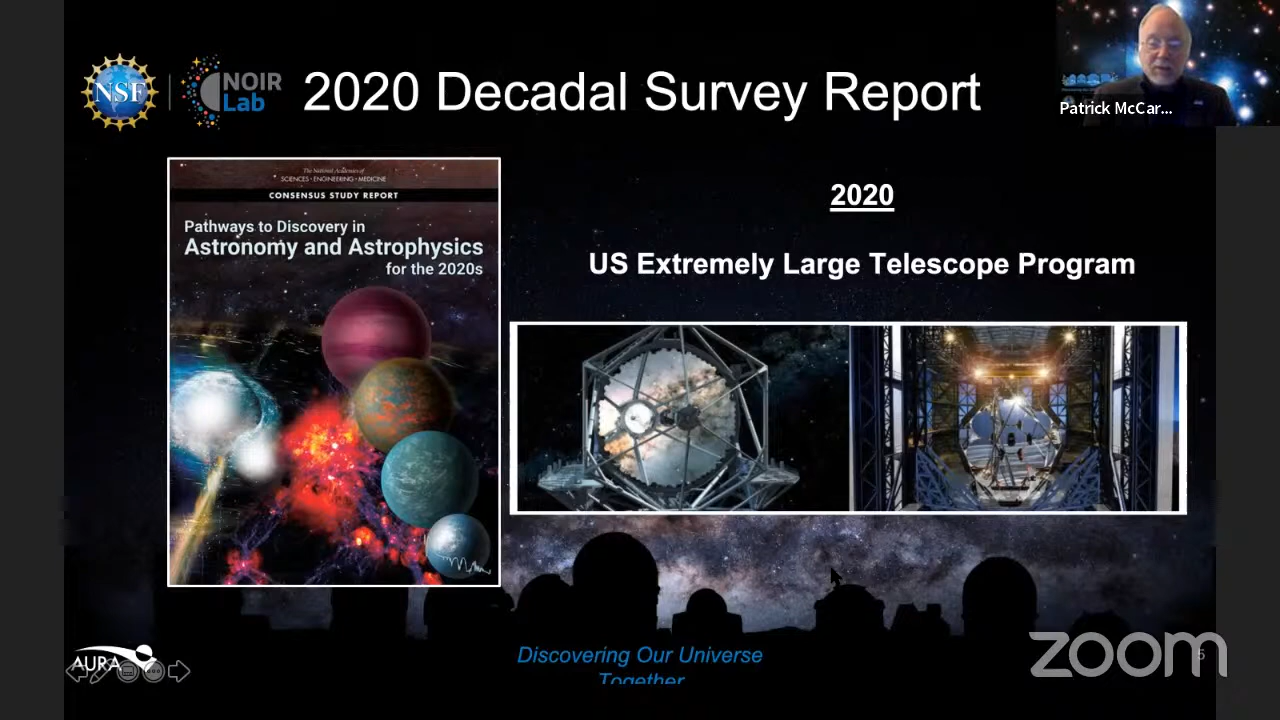 NSF
NOIR
Lab
2020 Decadal Survey Report
Patrick McCar...
The National Academies of
SCIENCES • ENGINEERING • MEDICINE
CONSENSUS STUDY REPORT
Pathways to Discovery in
Astronomy and Astrophysics
for the 2020s
2020
US Extremely Large Telescope Program
AURA
Discovering Our Universe
Together
zoom
5